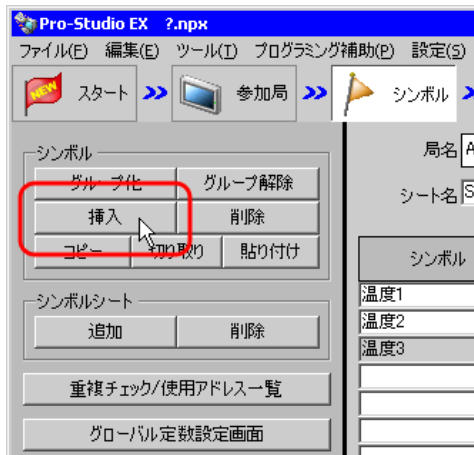 Pro-Studio EX ?.npx
ファイル(F) 編集(E) ツール(T) プログラミング補助(P) 設定(S)
NEW スタート 参加局 シンボル
シンボル
グループ化 グループ解除
挿入 削除
コピー 切り取り 貼り付け
シンボルシート
追加 削除
重複チェック/使用アドレス一覧
グローバル定数設定画面
局名 A
シート名 S
シンボル
温度1
温度2
温度3